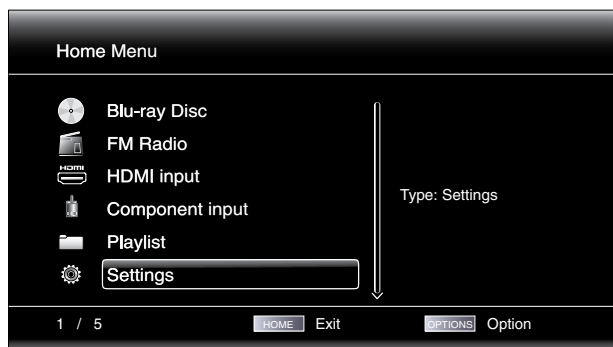 Home Menu
Blu-ray Disc
FM Radio
HDMI
HDMI input
Component input
Type: Settings
Playlist
Settings
1 / 5
HOME Exit
OPTIONS Option